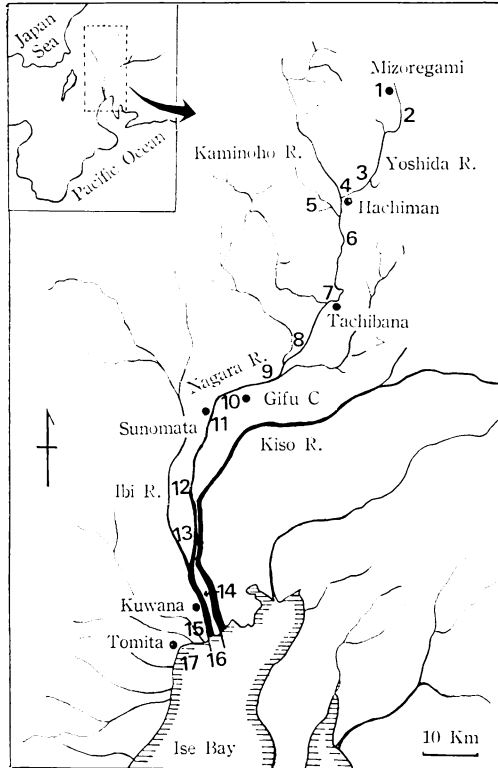 Japan
Sea
Pacific Ocean
Mizoregami
1
2
Kaminoho R.
Yoshida R.
3
4
5
Hachiman
6
7
Tachibana
8
Nagara R.
9
10
Gifu C
Sunomata
11
Kiso R.
Ibi R.
12
13
14
Kuwana
15
Tomita
16
17
Ise Bay
10 Km